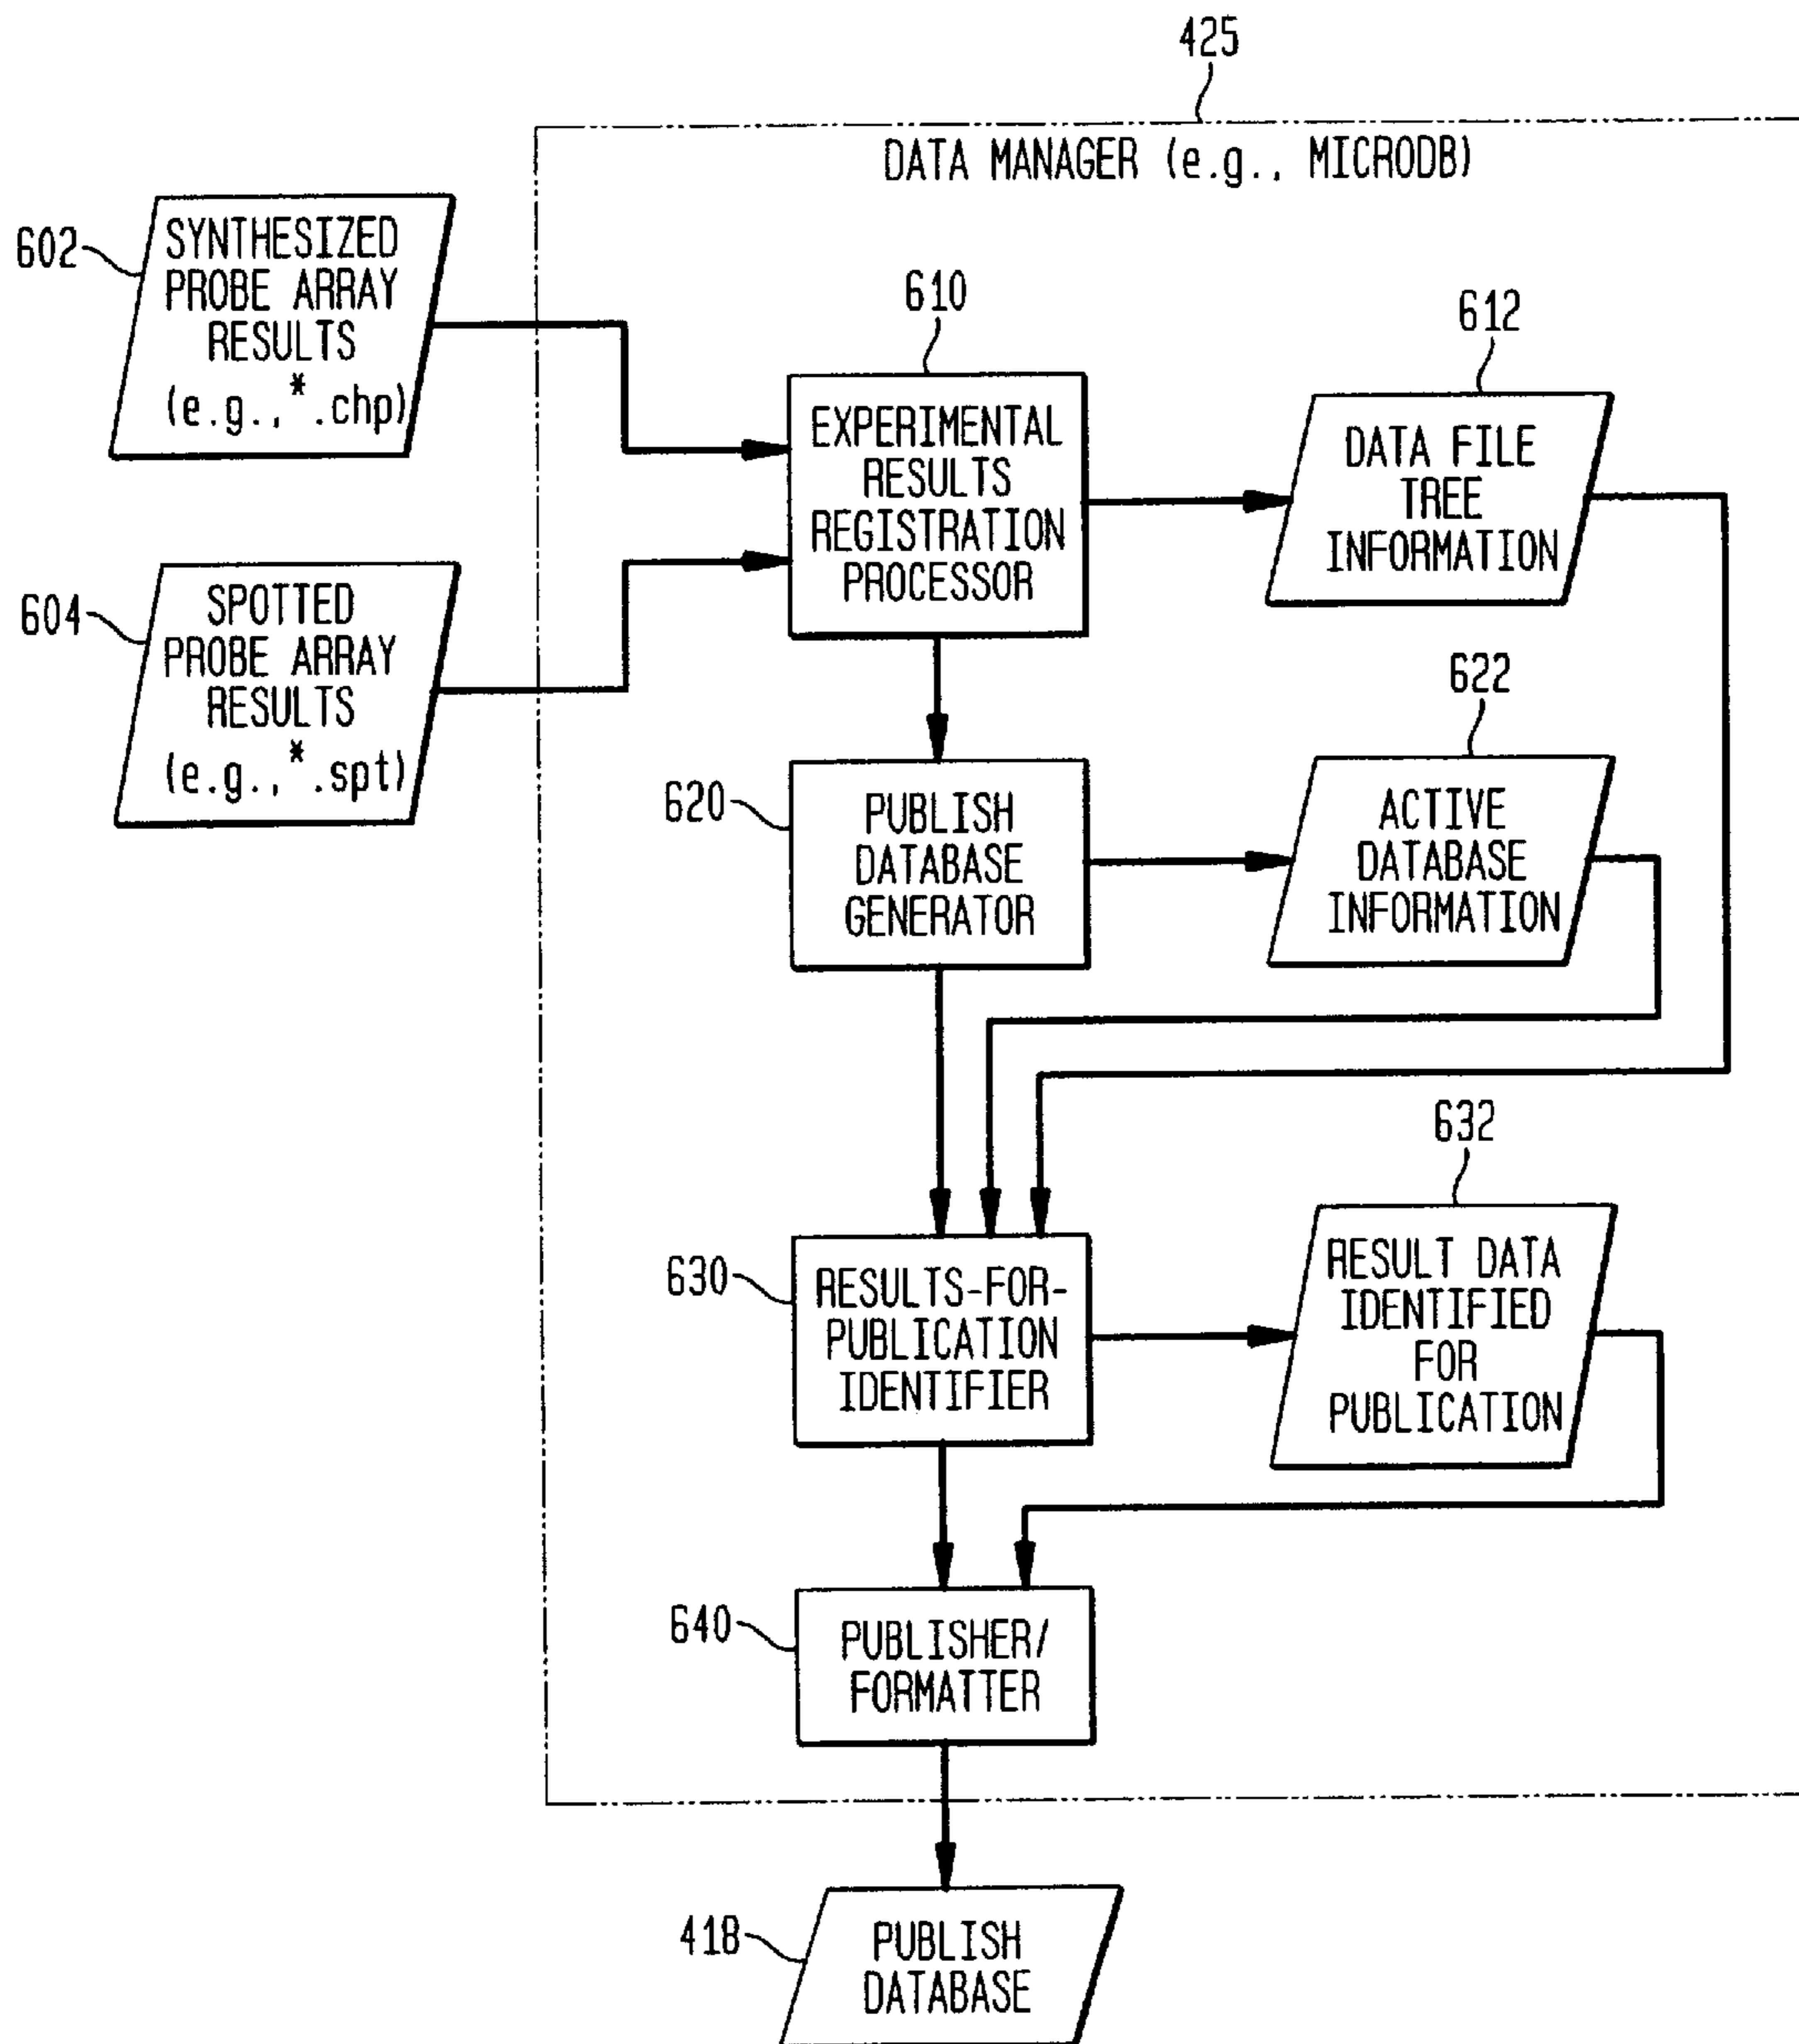 425
DATA MANAGER (e.g., MICRODB)
602
SYNTHESIZED
PROBE ARRAY
RESULTS
(e.g.,*.chp)
604
SPOTTED
PROBE ARRAY
RESULTS
(e.g.,*.spt)
610
EXPERIMENTAL
RESULTS
REGISTRATION
PROCESSOR
612
DATA FILE
TREE
INFORMATION
620
PUBLISH
DATABASE
GENERATOR
622
ACTIVE
DATABASE
INFORMATION
630
RESULTS-FOR-
PUBLICATION
IDENTIFIER
632
RESULT DATA
IDENTIFIED
FOR
PUBLICATION
640
PUBLISHER/
FORMATTER
418
PUBLISH
DATABASE